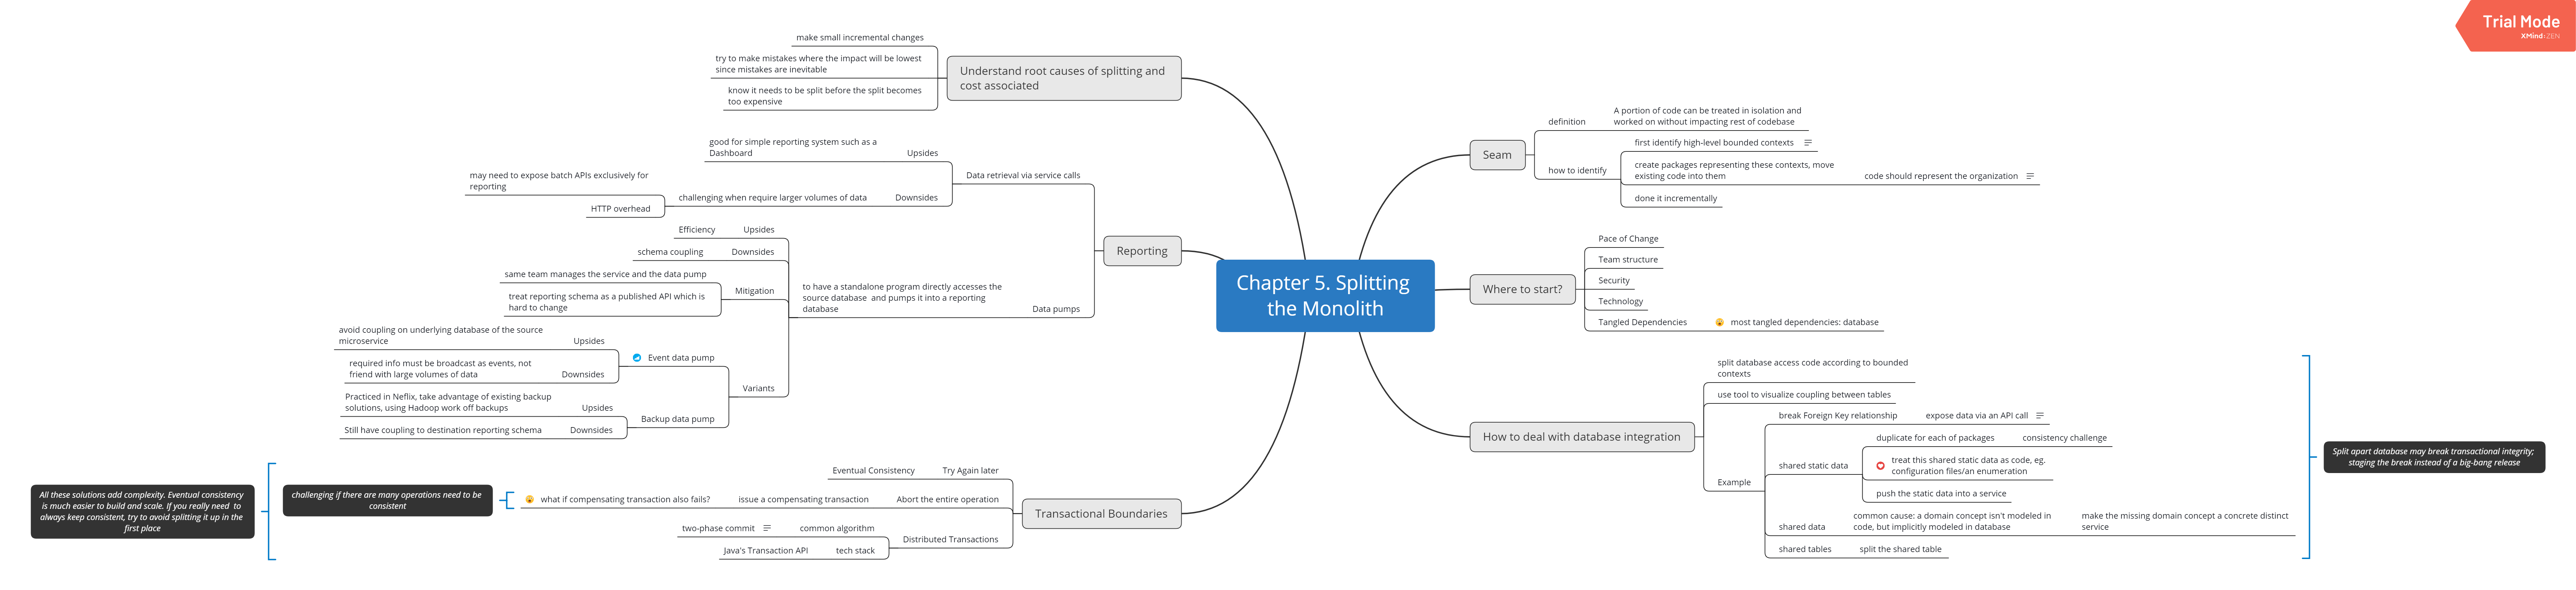 Trial Mode
XMind:ZEN
Chapter 5. Splitting
the Monolith
Understand root causes of splitting and
cost associated
make small incremental changes
try to make mistakes where the impact will be lowest
since mistakes are inevitable
know it needs to be split before the split becomes
too expensive
Reporting
Data retrieval via service calls
Upsides
good for simple reporting system such as a
Dashboard
Downsides
challenging when require larger volumes of data
may need to expose batch APIs exclusively for
reporting
HTTP overhead
Data pumps
to have a standalone program directly accesses the
source database  and pumps it into a reporting
database
Upsides
Efficiency
Downsides
schema coupling
Mitigation
same team manages the service and the data pump
treat reporting schema as a published API which is
hard to change
Variants
Event data pump
Upsides
avoid coupling on underlying database of the source
microservice
Downsides
required info must be broadcast as events, not
friend with large volumes of data
Backup data pump
Upsides
Practiced in Neflix, take advantage of existing backup
solutions, using Hadoop work off backups
Downsides
Still have coupling to destination reporting schema
Transactional Boundaries
Try Again later
Eventual Consistency
Abort the entire operation
issue a compensating transaction
what if compensating transaction also fails?
challenging if there are many operations need to be
consistent
Distributed Transactions
common algorithm
two-phase commit
tech stack
Java's Transaction API
All these solutions add complexity. Eventual consistency
is much easier to build and scale. If you really need  to
always keep consistent, try to avoid splitting it up in the
first place
Seam
definition
A portion of code can be treated in isolation and
worked on without impacting rest of codebase
how to identify
first identify high-level bounded contexts
create packages representing these contexts, move
existing code into them
code should represent the organization
done it incrementally
Where to start?
Pace of Change
Team structure
Security
Technology
Tangled Dependencies
most tangled dependencies: database
How to deal with database integration
split database access code according to bounded
contexts
use tool to visualize coupling between tables
Example
break Foreign Key relationship
expose data via an API call
shared static data
duplicate for each of packages
consistency challenge
treat this shared static data as code, eg.
configuration files/an enumeration
push the static data into a service
shared data
common cause: a domain concept isn't modeled in
code, but implicitly modeled in database
make the missing domain concept a concrete distinct
service
shared tables
split the shared table
Split apart database may break transactional integrity;
staging the break instead of a big-bang release